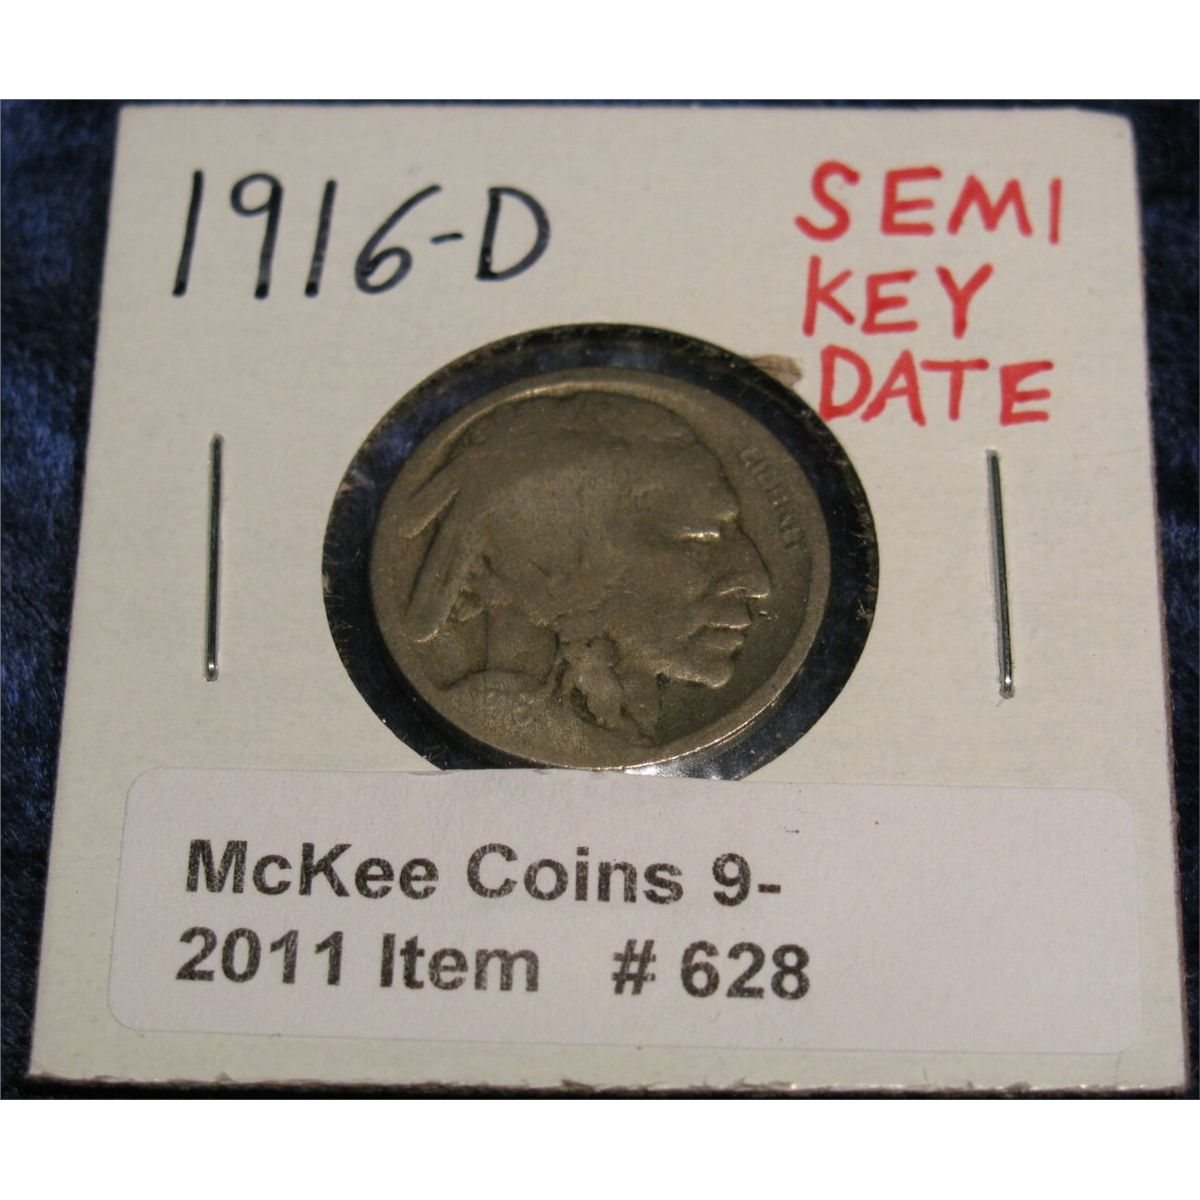 1916-D
SEMI
KEY
DATE
LIBERTY
McKee Coins 9-
2011 Item # 628